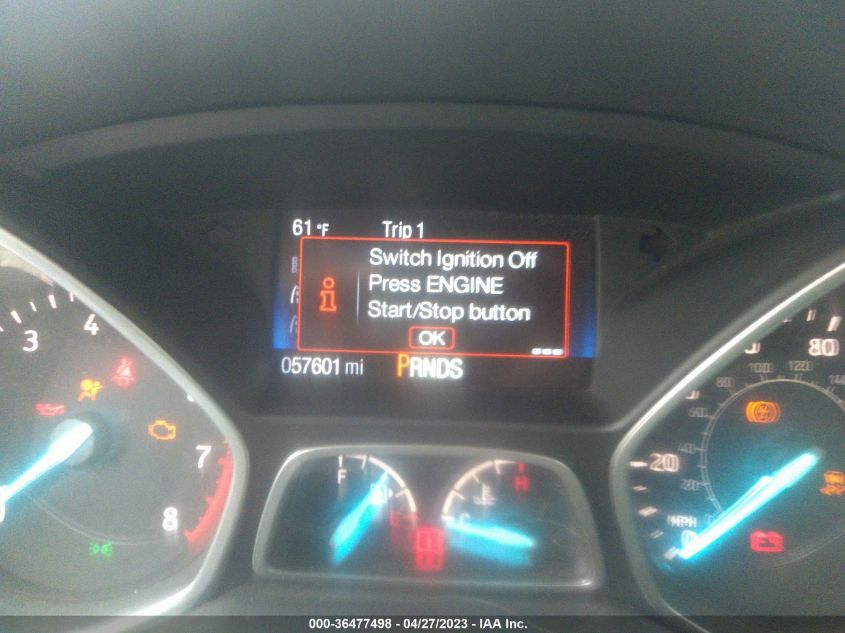 61 °F Trip 1
Switch Ignition Off
Press ENGINE
Start/Stop button
OK
057601 mi PRNDS
3 4 7 8
F E
C H
20 80
MPH
000-36477498 - 04/27/2023 - IAA Inc.